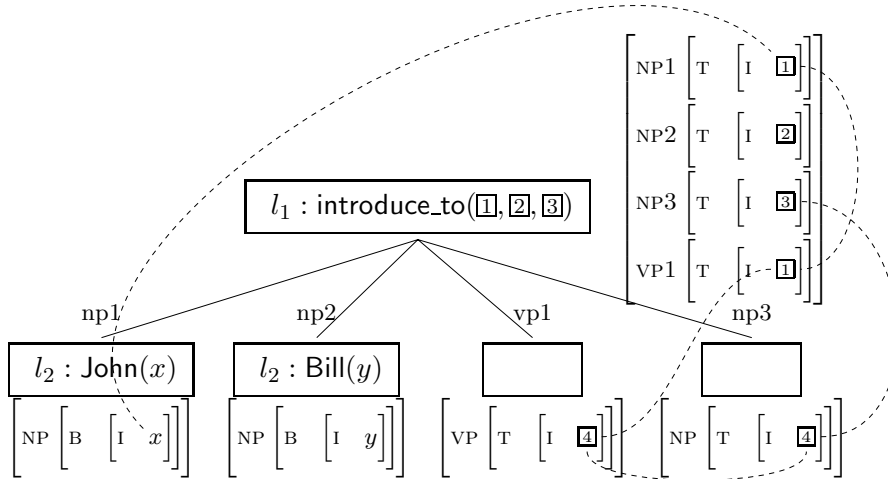 NP1 [T [I 1]]
NP2 [T [I 2]]
NP3 [T [I 3]]
VP1 [T [I 1]]
l₁ : introduce_to(1, 2, 3)
np1 np2 vp1 np3
l₂ : John(x) l₂ : Bill(y)
[NP [B [I x]]] [NP [B [I y]]] [VP [T [I 4]]] [NP [T [I 4]]]